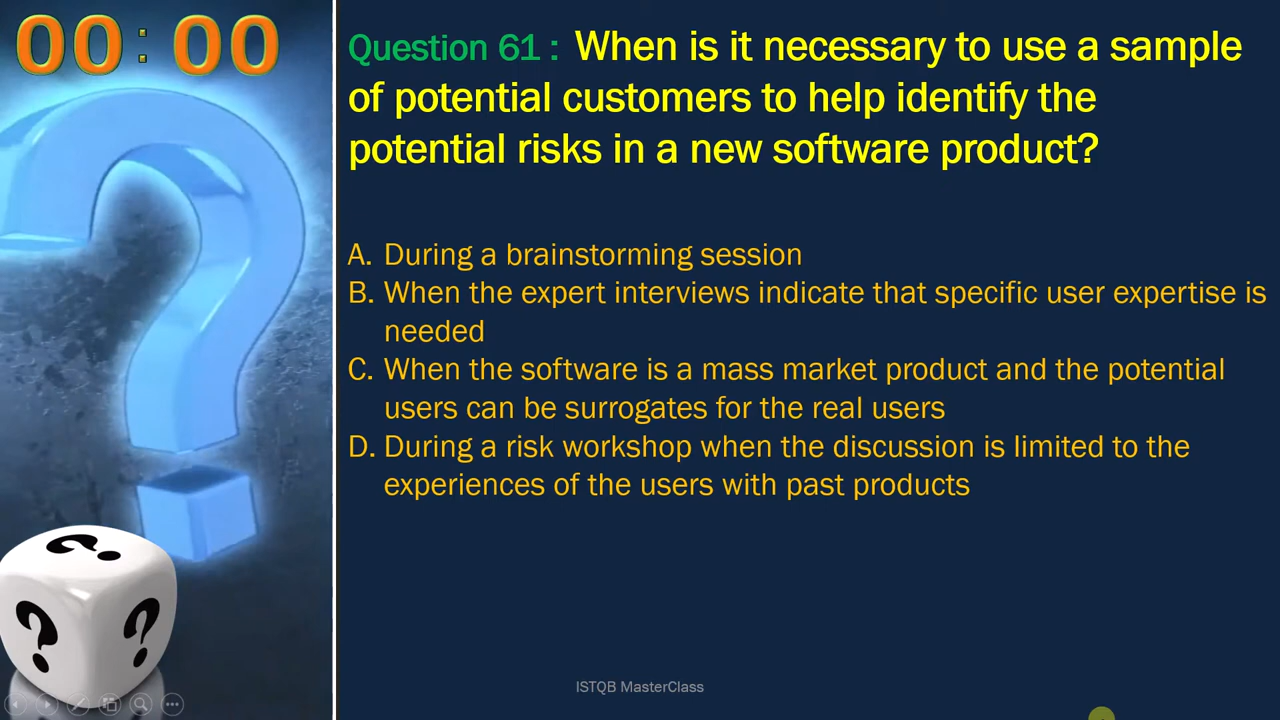 00:00
Question 61 : When is it necessary to use a sample
of potential customers to help identify the
potential risks in a new software product?
A. During a brainstorming session
B. When the expert interviews indicate that specific user expertise is
needed
C. When the software is a mass market product and the potential
users can be surrogates for the real users
D. During a risk workshop when the discussion is limited to the
experiences of the users with past products
? ? ?
ISTQB MasterClass